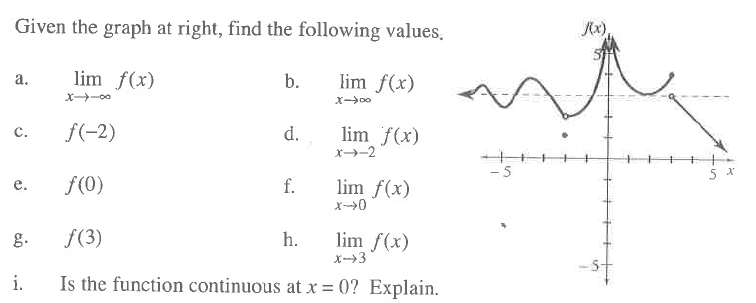 Given the graph at right, find the following values.
a. lim f(x) x→-∞
b. lim f(x) x→∞
c. f(-2)
d. lim f(x) x→-2
e. f(0)
f. lim f(x) x→0
g. f(3)
h. lim f(x) x→3
i. Is the function continuous at x = 0? Explain.
f(x)
5
-5
5 x
-5